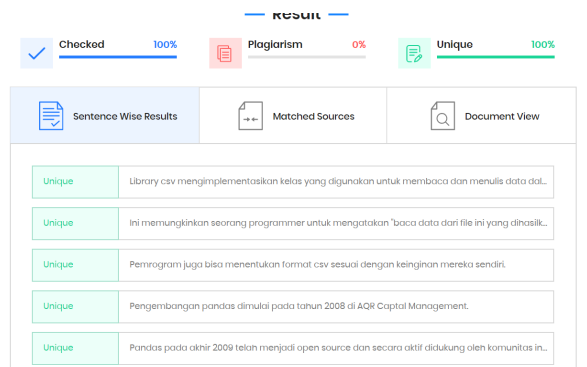 Result
Checked 100%
Plagiarism 0%
Unique 100%
Sentence Wise Results
Matched Sources
Document View
Unique Library csv mengimplementasikan kelas yang digunakan untuk membaca dan menulis data dal...
Unique Ini memungkinkan seorang programmer untuk mengatakan "baca data dari file ini yang dihasilk...
Unique Pemrogram juga bisa menentukan format csv sesuai dengan keinginan mereka sendiri.
Unique Pengembangan pandas dimulai pada tahun 2008 di AQR Captal Management.
Unique Pandas pada akhir 2009 telah menjadi open source dan secara aktif didukung oleh komunitas in...